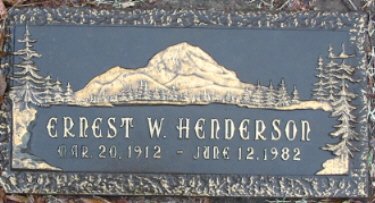 ERNEST W. HENDERSON
MAR. 20, 1912 - JUNE 12, 1982